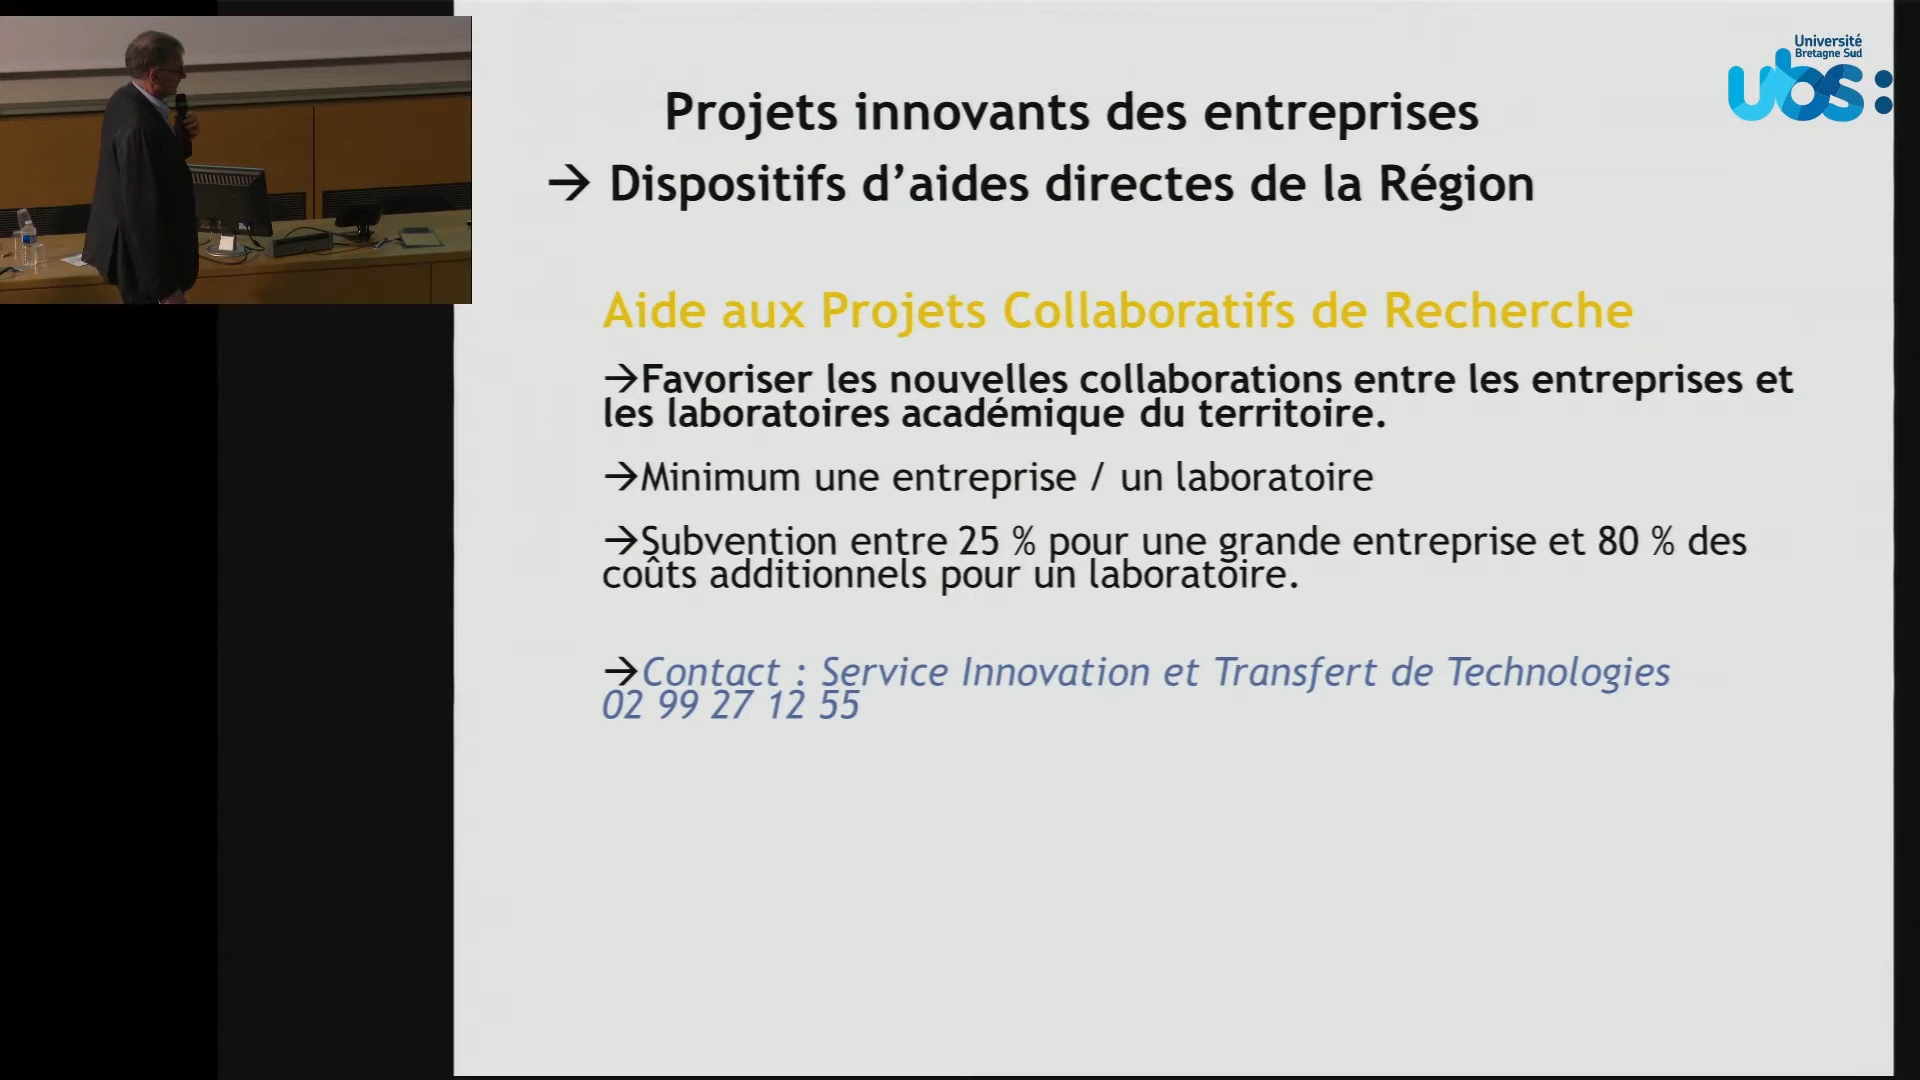 Université
Bretagne Sud
ubs:
Projets innovants des entreprises
→ Dispositifs d’aides directes de la Région
Aide aux Projets Collaboratifs de Recherche
→Favoriser les nouvelles collaborations entre les entreprises et
les laboratoires académique du territoire.
→Minimum une entreprise / un laboratoire
→Subvention entre 25 % pour une grande entreprise et 80 % des
coûts additionnels pour un laboratoire.
→Contact : Service Innovation et Transfert de Technologies
02 99 27 12 55